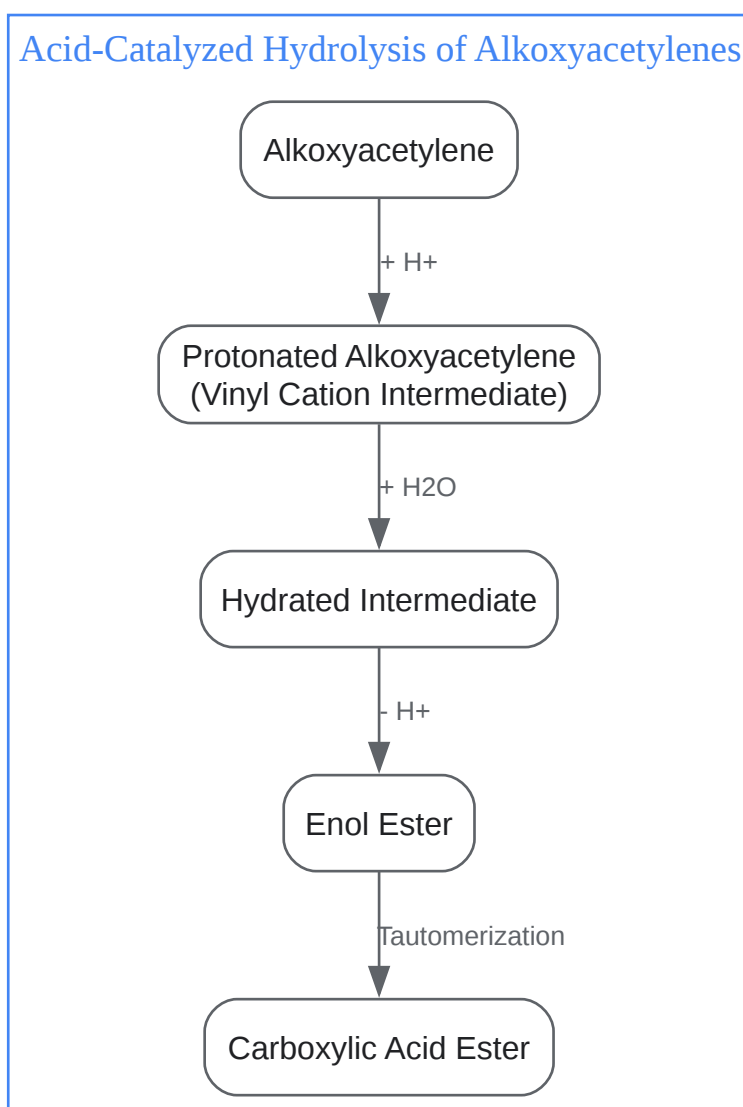 Acid-Catalyzed Hydrolysis of Alkoxyacetylenes
Alkoxyacetylene
+ H+
Protonated Alkoxyacetylene
(Vinyl Cation Intermediate)
+ H2O
Hydrated Intermediate
- H+
Enol Ester
Tautomerization
Carboxylic Acid Ester